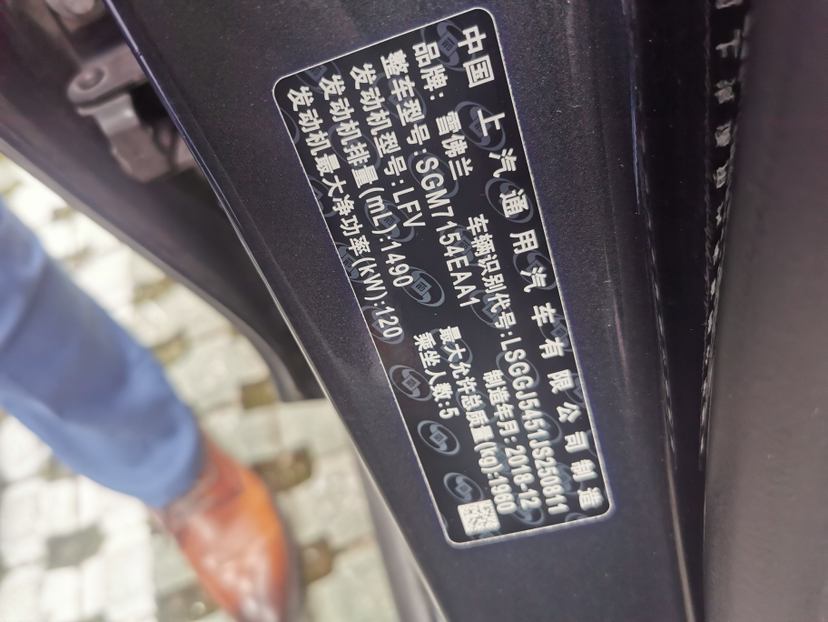 中国 上汽通用汽车有限公司制造
品牌：雪佛兰 车辆识别代号:LSGGJ5451JS250811
整车型号:SGM7154EAA1 制造年月:2018-12
发动机型号:LFV 最大允许总质量(kg):1960
发动机排量(mL):1490 乘坐人数:5
发动机最大净功率(kW):120